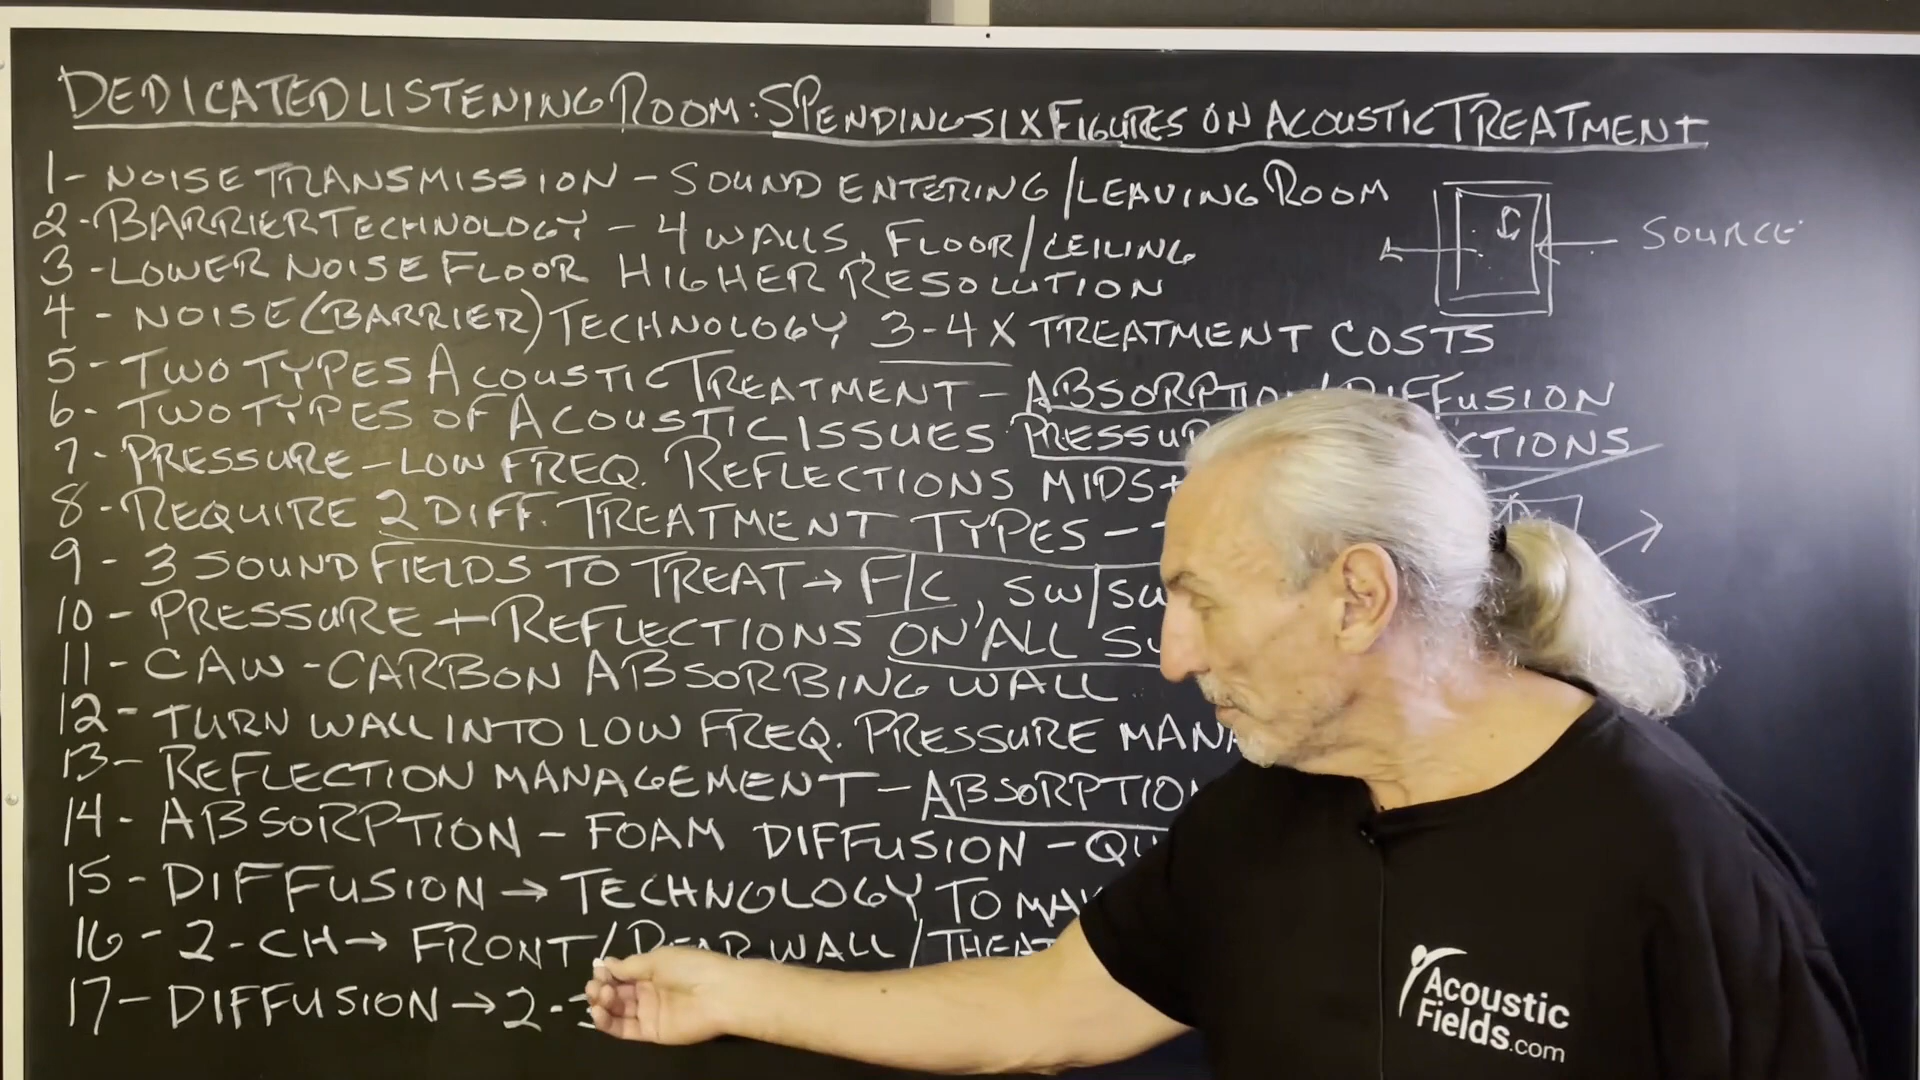 DEDICATED LISTENING ROOM: SPENDING SIX FIGURES ON ACOUSTIC TREATMENT
1 - NOISE TRANSMISSION - SOUND ENTERING/LEAVING ROOM
SOURCE
2 - BARRIER TECHNOLOGY - 4 WALLS, FLOOR/CEILING
3 - LOWER NOISE FLOOR HIGHER RESOLUTION
4 - NOISE (BARRIER) TECHNOLOGY 3-4X TREATMENT COSTS
5 - TWO TYPES ACOUSTIC TREATMENT - ABSORPTION/DIFFUSION
6 - TWO TYPES OF ACOUSTIC ISSUES PRESSUR CTIONS
7 - PRESSURE - LOW FREQ. REFLECTIONS MIDS+
8 - REQUIRE 2 DIFF. TREATMENT TYPES -
9 - 3 SOUND FIELDS TO TREAT → F/C, SW/SW
10 - PRESSURE + REFLECTIONS ON ALL SU
11 - CAW - CARBON ABSORBING WALL
12 - TURN WALL INTO LOW FREQ. PRESSURE MANA
13 - REFLECTION MANAGEMENT - ABSORPTION
14 - ABSORPTION - FOAM DIFFUSION - QU
15 - DIFFUSION → TECHNOLOGY TO MA
16 - 2-CH → FRONT/REAR WALL/THEAT
17 - DIFFUSION → 2-
Acoustic
Fields.com